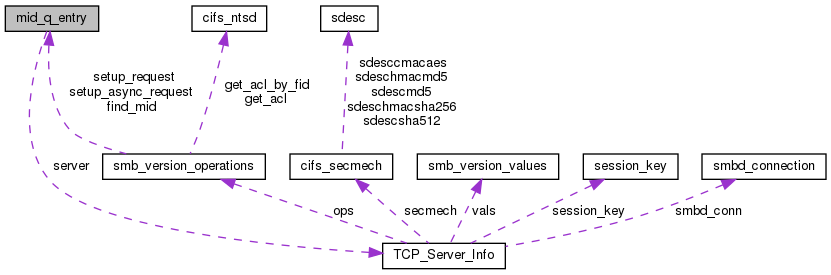 mid_q_entry
cifs_ntsd
sdesc
setup_request
setup_async_request
find_mid
get_acl_by_fid
get_acl
sdesccmacaes
sdeschmacmd5
sdescmd5
sdeschmacsha256
sdescsha512
server
smb_version_operations
cifs_secmech
smb_version_values
session_key
smbd_connection
ops
secmech
vals
session_key
smbd_conn
TCP_Server_Info